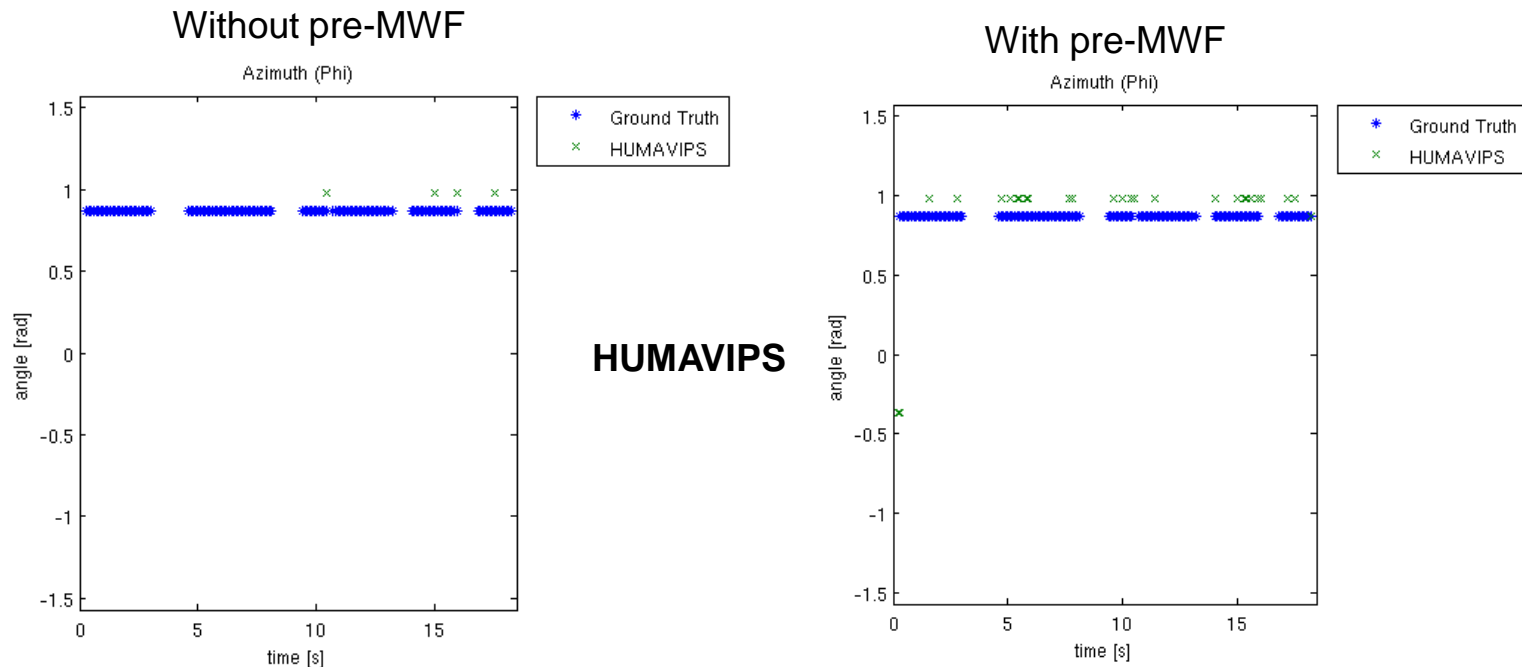 Without pre-MWF
Azimuth (Phi)
1.5
1
0.5
0
-0.5
-1
-1.5
0 5 10 15
angle [rad]
time [s]
Ground Truth
HUMAVIPS
HUMAVIPS
With pre-MWF
Azimuth (Phi)
1.5
1
0.5
0
-0.5
-1
-1.5
0 5 10 15
angle [rad]
time [s]
Ground Truth
HUMAVIPS